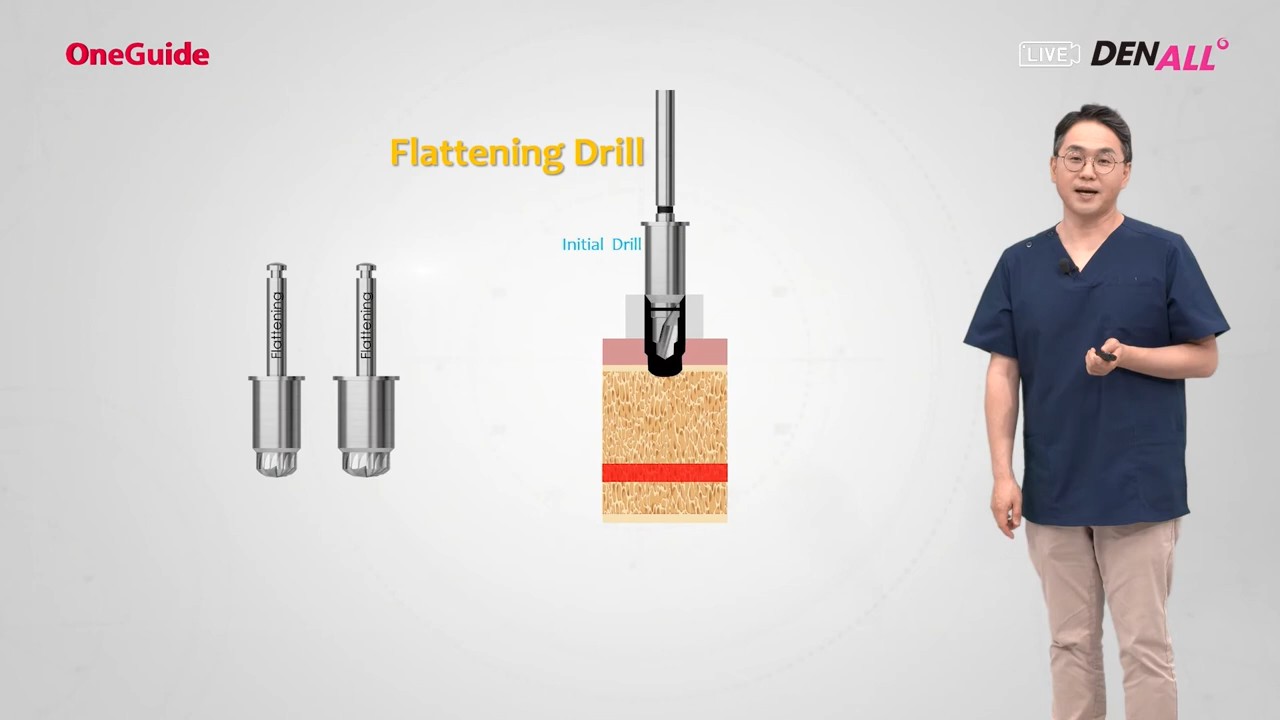 OneGuide
LIVE
DENALL
Flattening Drill
Initial Drill
Flattening
Flattening